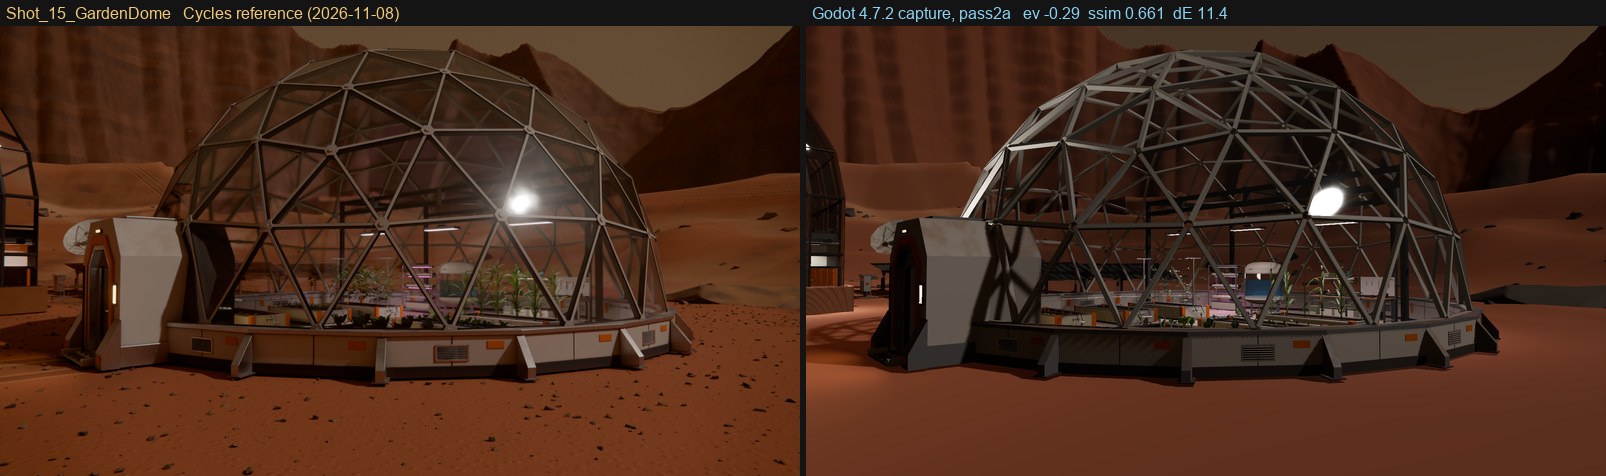 Shot_15_GardenDome Cycles reference (2026-11-08)
Godot 4.7.2 capture, pass2a ev -0.29 ssim 0.661 dE 11.4